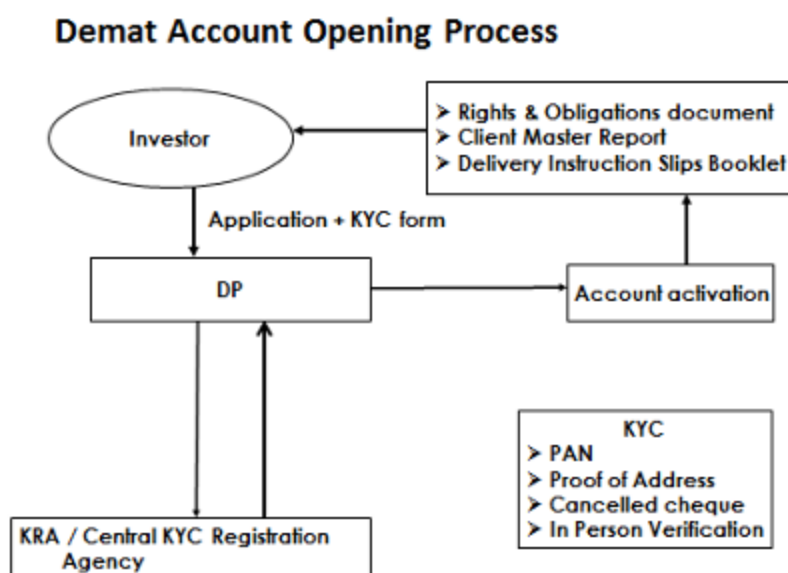 Demat Account Opening Process
Investor
➢ Rights & Obligations document
➢ Client Master Report
➢ Delivery Instruction Slips Booklet
Application + KYC form
DP
Account activation
KYC
➢ PAN
➢ Proof of Address
➢ Cancelled cheque
➢ In Person Verification
KRA / Central KYC Registration
Agency